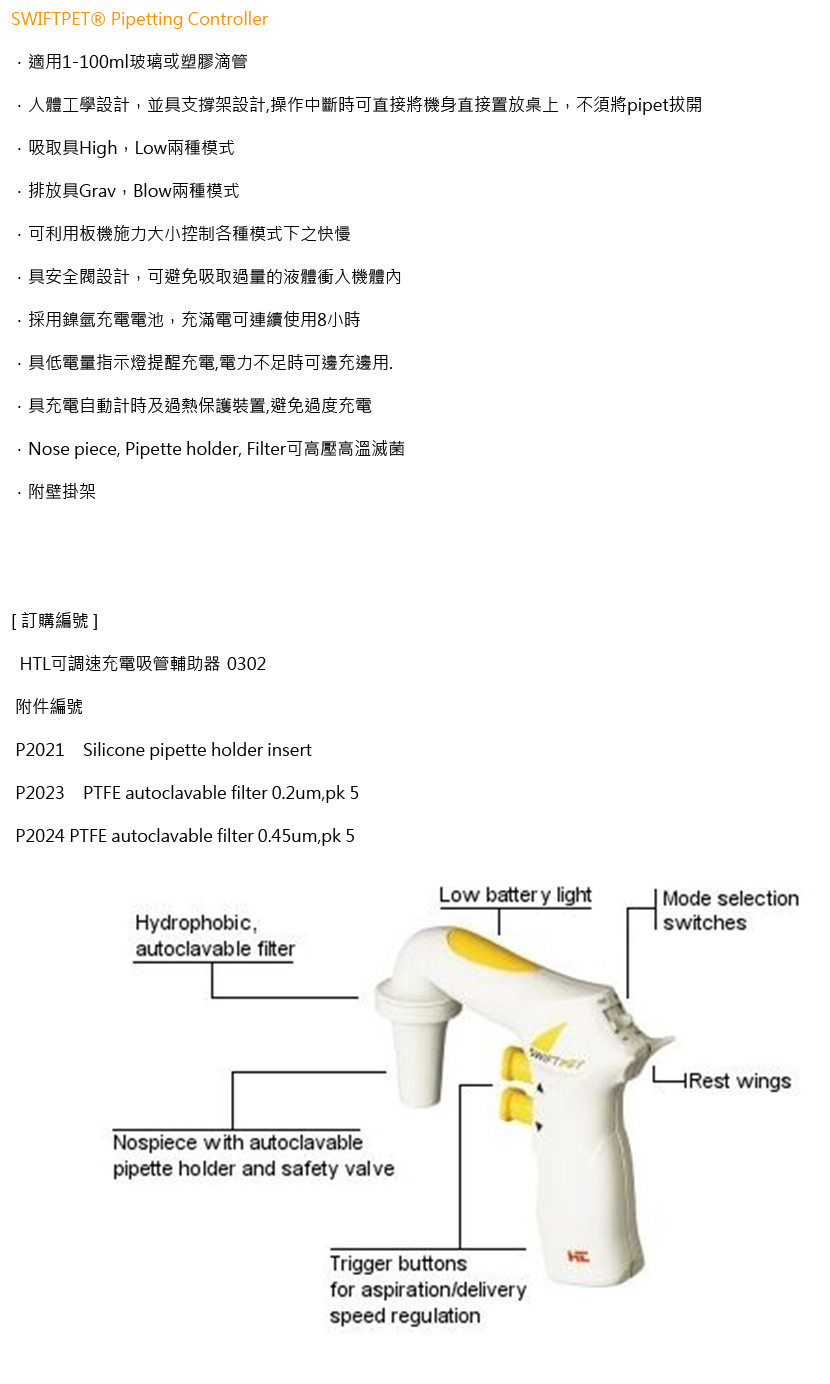 SWIFTPET® Pipetting Controller
．適用1-100ml玻璃或塑膠滴管
．人體工學設計，並具支撐架設計,操作中斷時可直接將機身直接置放桌上，不須將pipet拔開
．吸取具High，Low兩種模式
．排放具Grav，Blow兩種模式
．可利用板機施力大小控制各種模式下之快慢
．具安全閥設計，可避免吸取過量的液體衝入機體內
．採用鎳氫充電電池，充滿電可連續使用8小時
．具低電量指示燈提醒充電,電力不足時可邊充邊用.
．具充電自動計時及過熱保護裝置,避免過度充電
．Nose piece, Pipette holder, Filter可高壓高溫滅菌
．附壁掛架
[ 訂購編號 ]
HTL可調速充電吸管輔助器 0302
附件編號
P2021 Silicone pipette holder insert
P2023 PTFE autoclavable filter 0.2um,pk 5
P2024 PTFE autoclavable filter 0.45um,pk 5
Low battery light
Mode selection
switches
Hydrophobic,
autoclavable filter
SWIFTPET
Rest wings
Nospiece with autoclavable
pipette holder and safety valve
HTL
Trigger buttons
for aspiration/delivery
speed regulation